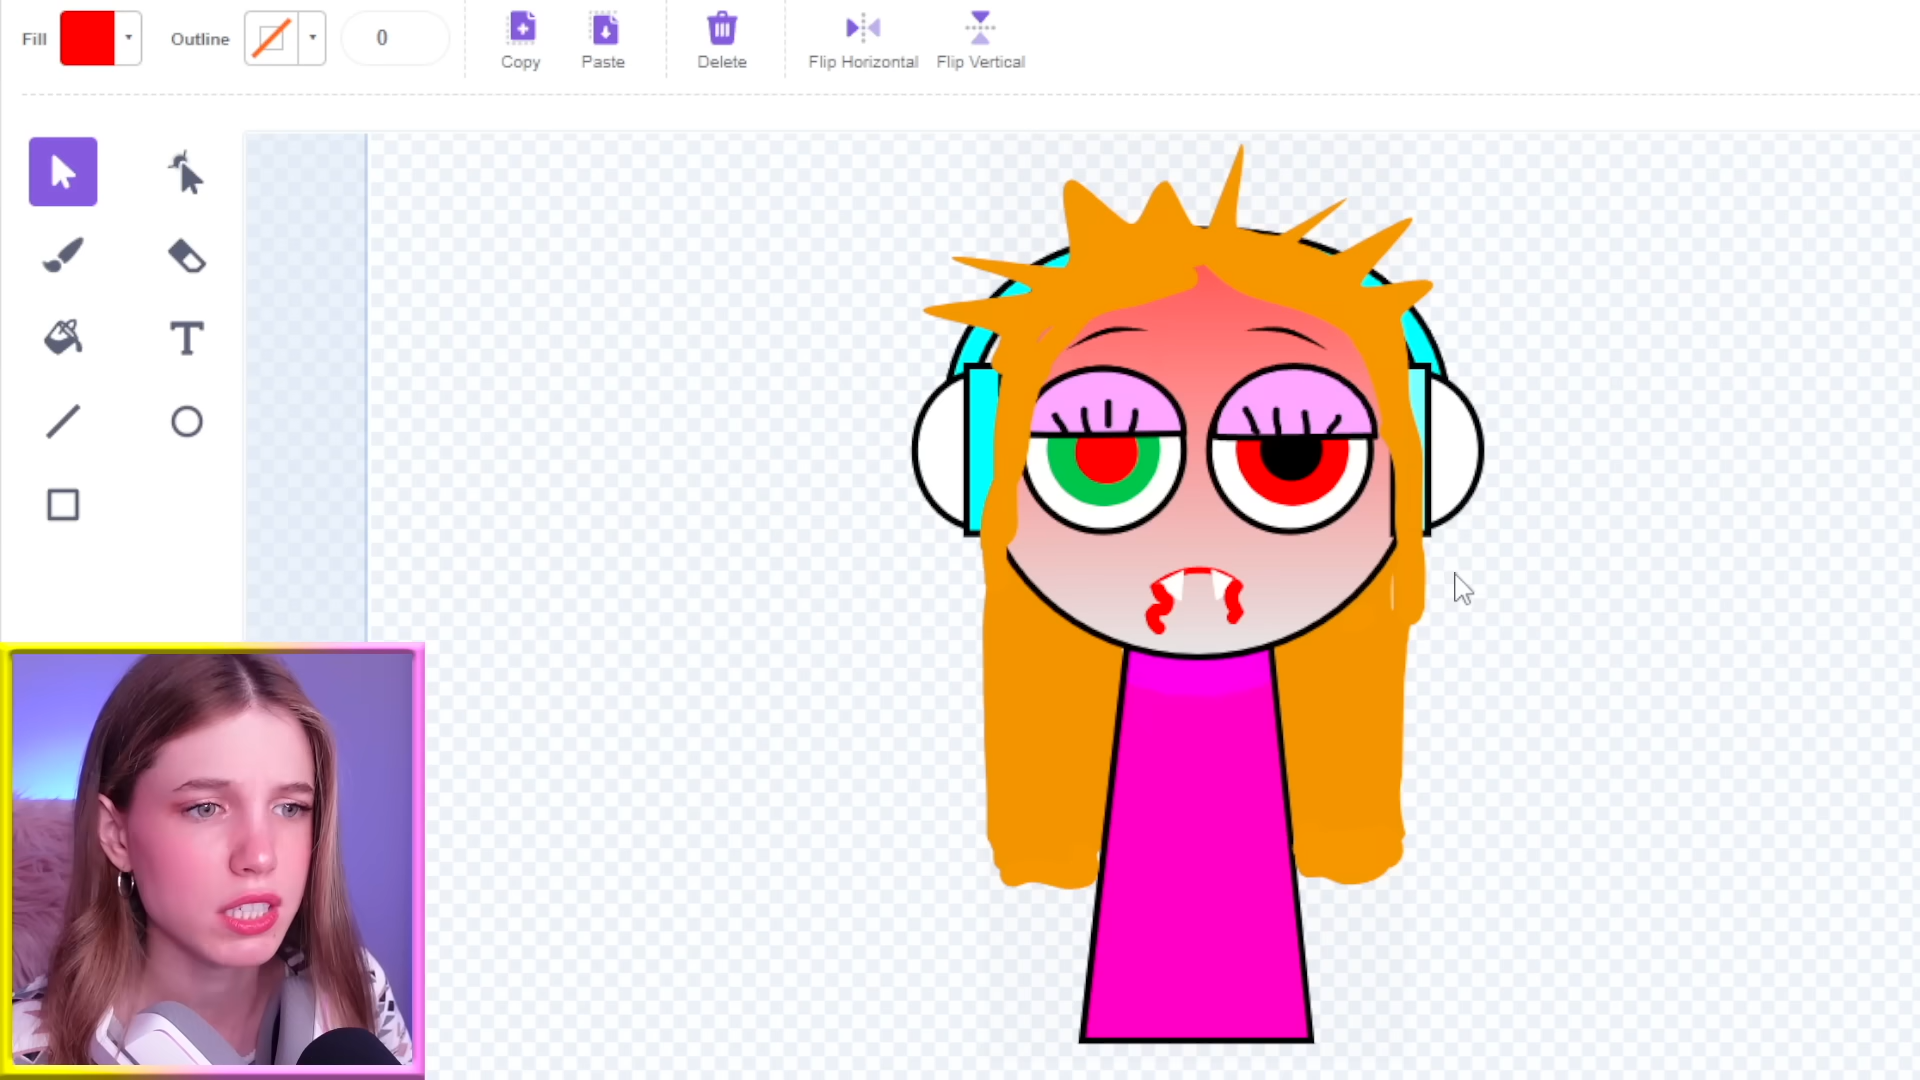 Fill
Outline
0
Copy
Paste
Delete
Flip Horizontal
Flip Vertical
T